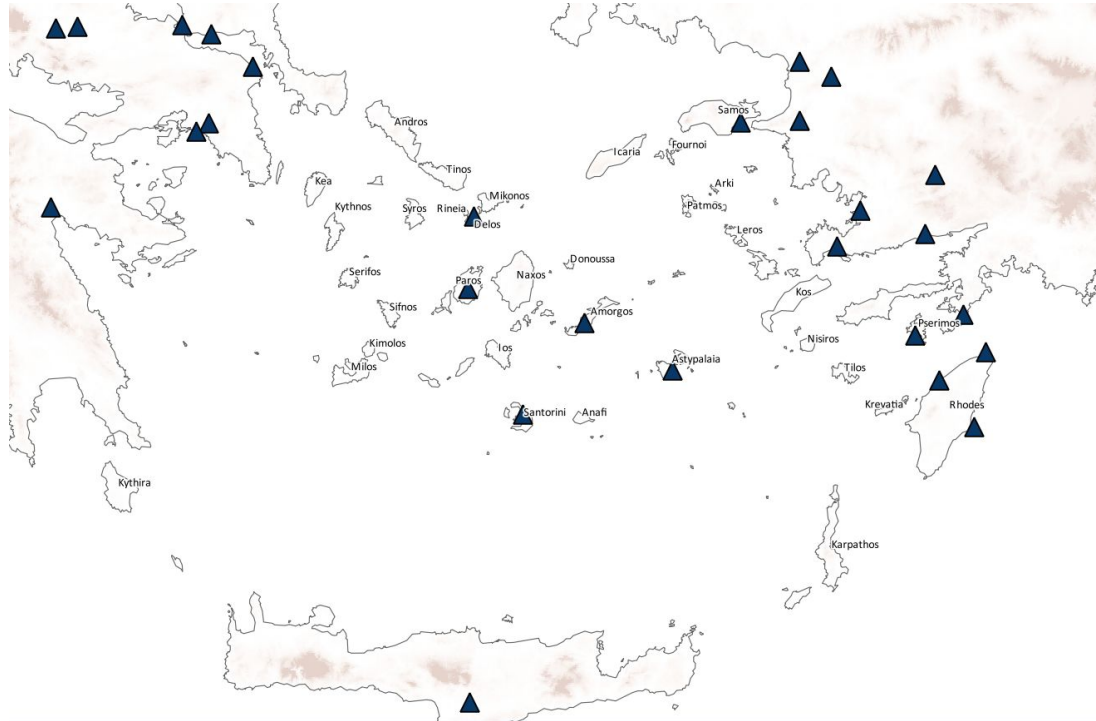 Samos
Andros
Fournoi
Icaria
Tinos
Kea
Arki
Mikonos
Patmos
Rineia
Syros
Kythnos
Delos
Leros
Donoussa
Serifos
Naxos
Paros
Kos
Sifnos
Amorgos
Pserimos
Nisiros
Kimolos
Ios
Astypalaia
Milos
Tilos
Krevatia
Rhodes
Santorini
Anafi
Kythira
Karpathos